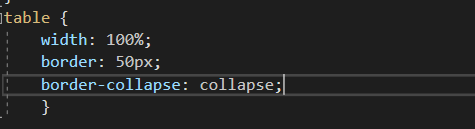 table {
width: 100%;
border: 50px;
border-collapse: collapse;
}